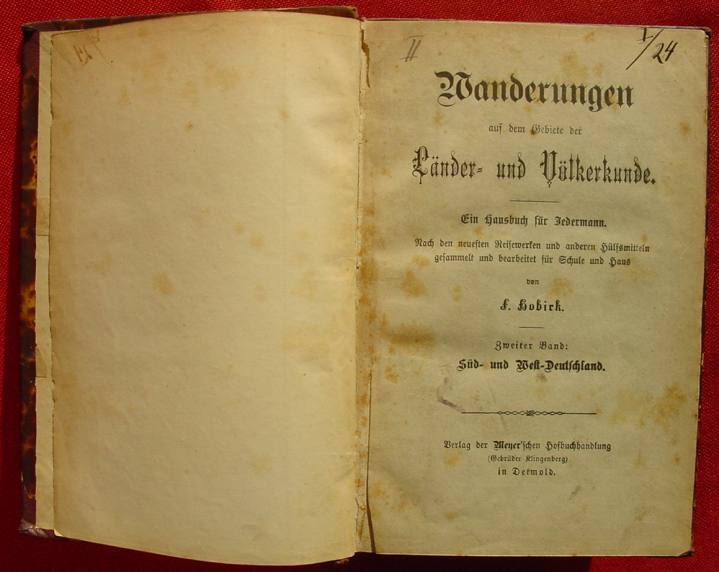 II
1/24
Wanderungen
auf dem Gebiete der
Länder- und Völkerkunde.
Ein Hausbuch für Jedermann.
Nach den neuesten Reisewerken und anderen Hülfsmitteln
gesammelt und bearbeitet für Schule und Haus
von
F. Hobirk.
Zweiter Band:
Süd- und West-Deutschland.
Verlag der Meyer'schen Hofbuchhandlung
(Gebrüder Klingenberg)
in Detmold.